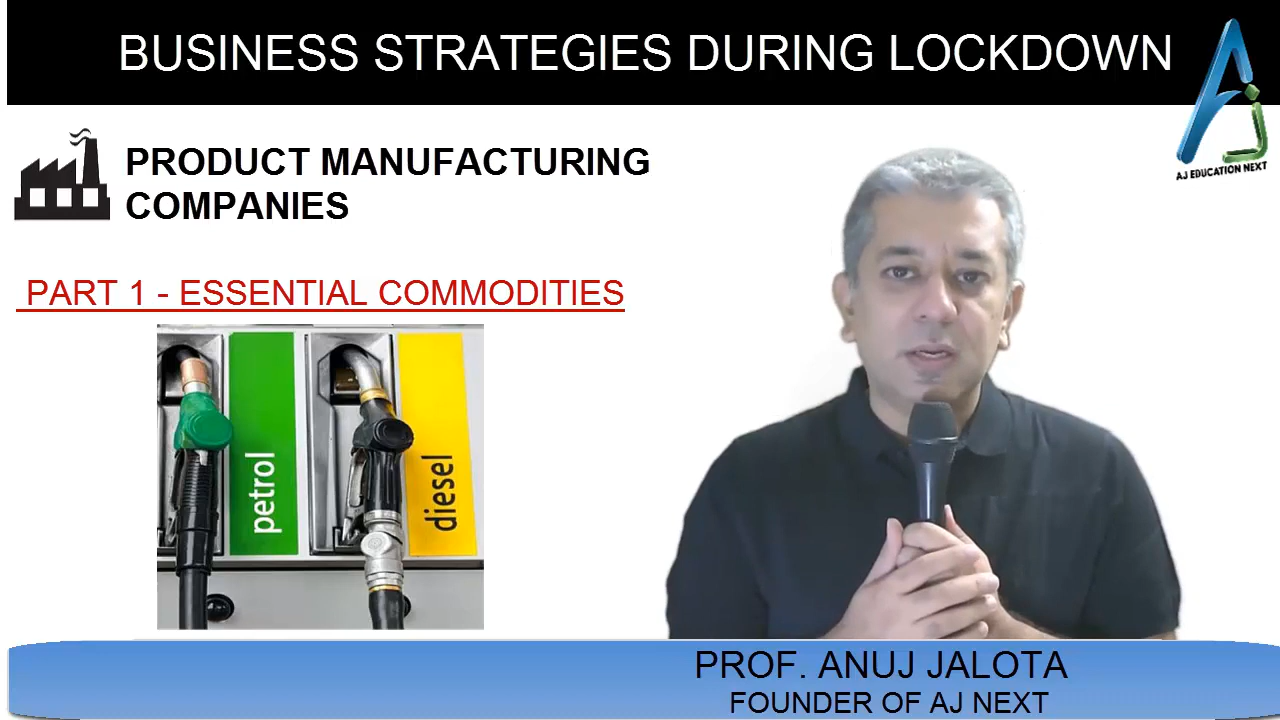 BUSINESS STRATEGIES DURING LOCKDOWN
AJ EDUCATION NEXT
PRODUCT MANUFACTURING
COMPANIES
PART 1 - ESSENTIAL COMMODITIES
petrol
diesel
PROF. ANUJ JALOTA
FOUNDER OF AJ NEXT